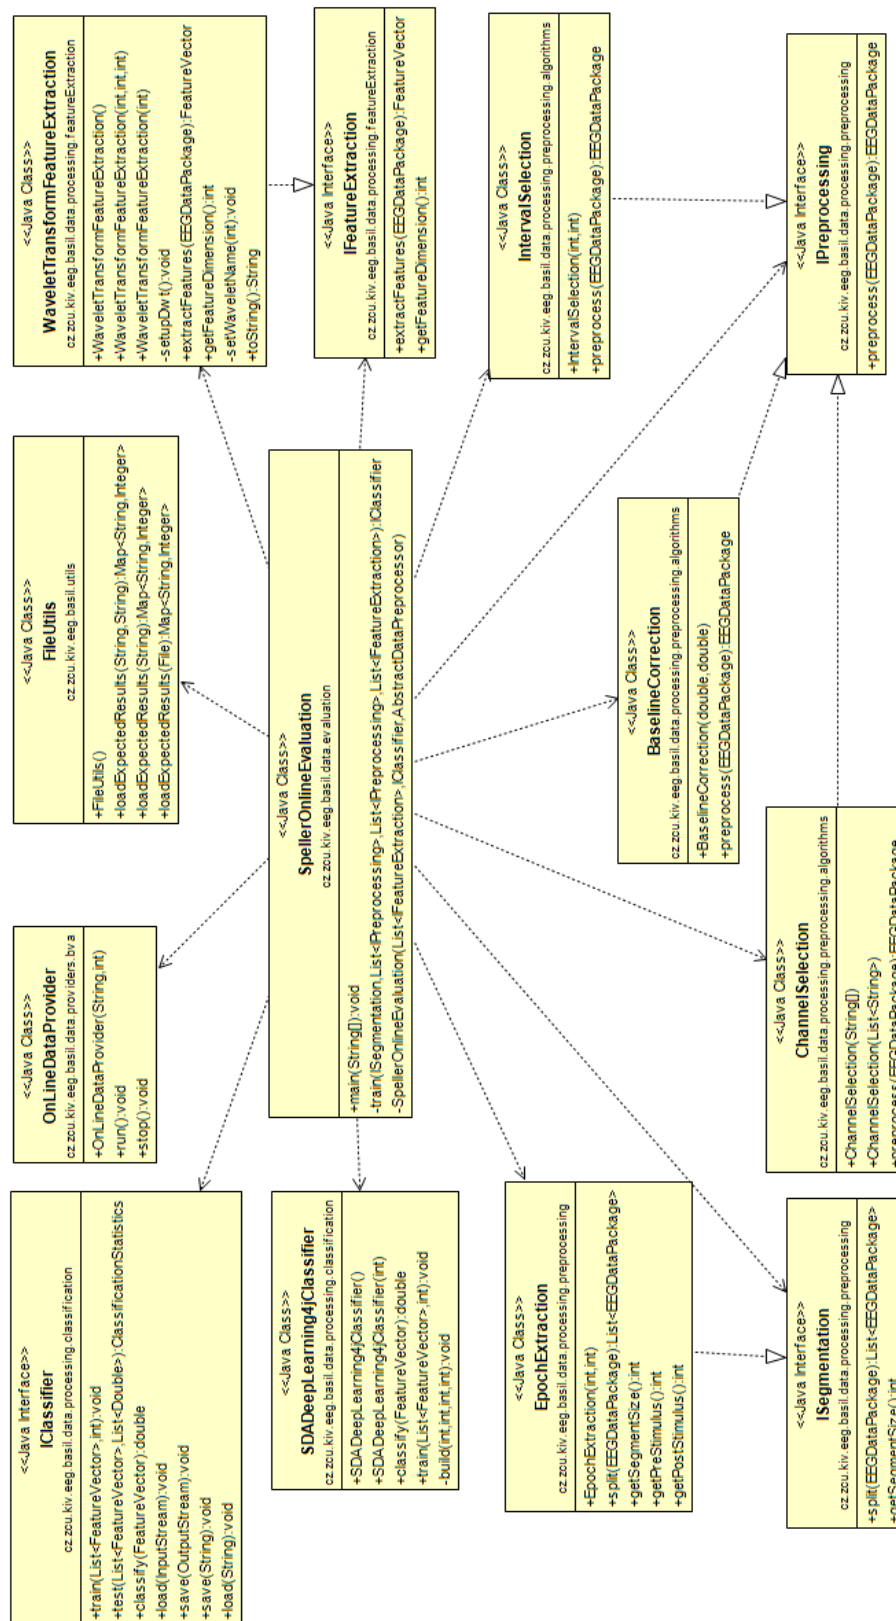 <<Java Interface>>
IClassifier
cz.zcu.kiv.eeg.basil.data.processing.classification
+train(List<FeatureVector>,int):void
+test(List<FeatureVector>,List<Double>):ClassificationStatistics
+classify(FeatureVector):double
+load(InputStream):void
+save(OutputStream):void
+save(String):void
+load(String):void
<<Java Class>>
OnLineDataProvider
cz.zcu.kiv.eeg.basil.data.providers.bva
+OnLineDataProvider(String,int)
+run():void
+stop():void
<<Java Class>>
FileUtils
cz.zcu.kiv.eeg.basil.utils
+FileUtils()
+loadExpectedResults(String,String):Map<String,Integer>
+loadExpectedResults(String):Map<String,Integer>
+loadExpectedResults(File):Map<String,Integer>
<<Java Class>>
WaveletTransformFeatureExtraction
cz.zcu.kiv.eeg.basil.data.processing.featureExtraction
+WaveletTransformFeatureExtraction()
+WaveletTransformFeatureExtraction(int,int,int)
+WaveletTransformFeatureExtraction(int)
-setupDwt():void
+extractFeatures(EEGDataPackage):FeatureVector
+getFeatureDimension():int
-setWaveletName(int):void
+toString():String
<<Java Class>>
SDADeepLearning4jClassifier
cz.zcu.kiv.eeg.basil.data.processing.classification
+SDADeepLearning4jClassifier()
+SDADeepLearning4jClassifier(int)
+classify(FeatureVector):double
+train(List<FeatureVector>,int):void
-build(int,int,int,int):void
<<Java Class>>
SpellerOnlineEvaluation
cz.zcu.kiv.eeg.basil.data.evaluation
+main(String[]):void
-train(ISegmentation,List<IPreprocessing>,List<IPreprocessing>,List<IFeatureExtraction>):IClassifier
-SpellerOnlineEvaluation(List<IFeatureExtraction>,IClassifier,AbstractDataPreprocessor)
<<Java Interface>>
IFeatureExtraction
cz.zcu.kiv.eeg.basil.data.processing.featureExtraction
+extractFeatures(EEGDataPackage):FeatureVector
+getFeatureDimension():int
<<Java Class>>
EpochExtraction
cz.zcu.kiv.eeg.basil.data.processing.preprocessing
+EpochExtraction(int,int)
+split(EEGDataPackage):List<EEGDataPackage>
+getSegmentSize():int
+getPreStimulus():int
+getPostStimulus():int
<<Java Class>>
IntervalSelection
cz.zcu.kiv.eeg.basil.data.processing.preprocessing.algorithms
+IntervalSelection(int,int)
+preprocess(EEGDataPackage):EEGDataPackage
<<Java Class>>
BaselineCorrection
cz.zcu.kiv.eeg.basil.data.processing.preprocessing.algorithms
+BaselineCorrection(double,double)
+preprocess(EEGDataPackage):EEGDataPackage
<<Java Class>>
ChannelSelection
cz.zcu.kiv.eeg.basil.data.processing.preprocessing.algorithms
+ChannelSelection(String[])
+ChannelSelection(List<String>)
+preprocess(EEGDataPackage):EEGDataPackage
<<Java Interface>>
ISegmentation
cz.zcu.kiv.eeg.basil.data.processing.preprocessing
+split(EEGDataPackage):List<EEGDataPackage>
+getSegmentSize():int
<<Java Interface>>
IPreprocessing
cz.zcu.kiv.eeg.basil.data.processing.preprocessing
+preprocess(EEGDataPackage):EEGDataPackage